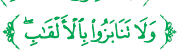 ﴿ وَلَا تَنَابَزُوا۟ بِٱلْأَلْقَـٰبِ ۖ ﴾